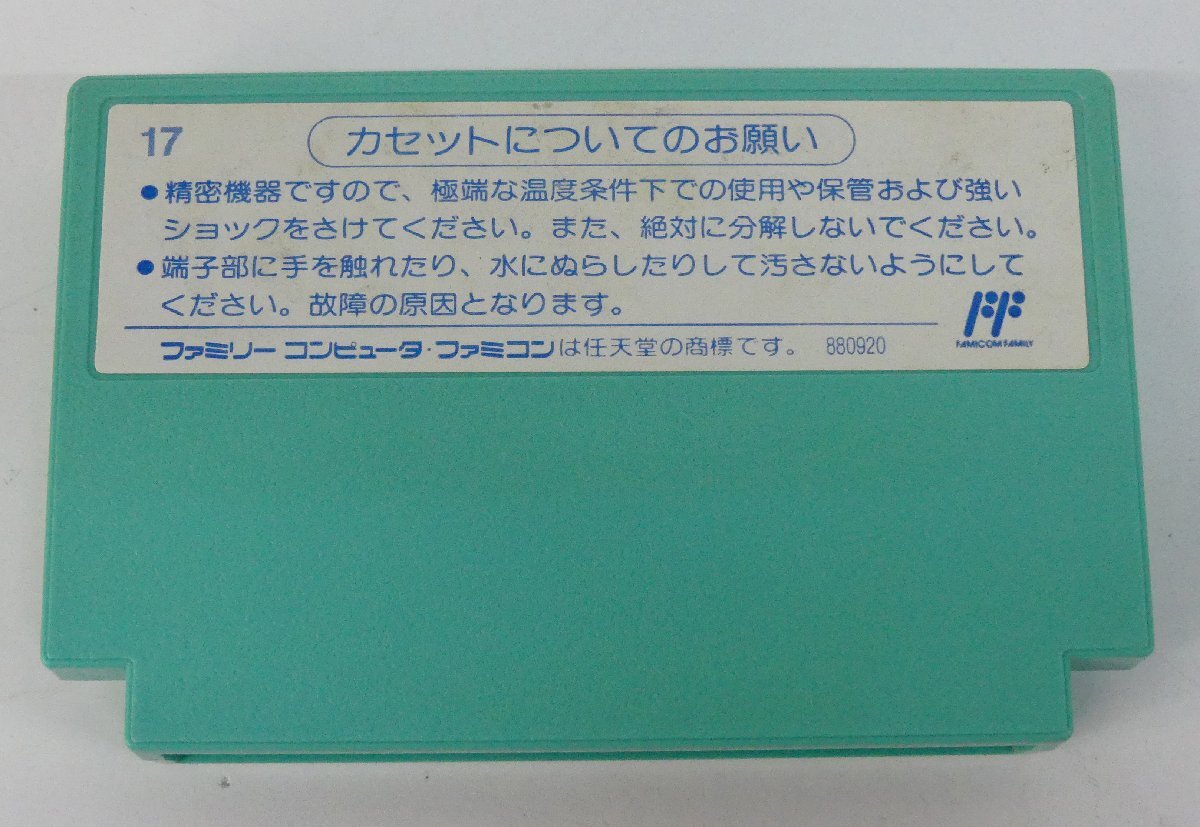 17
カセットについてのお願い
●精密機器ですので、極端な温度条件下での使用や保管および強い
ショックをさけてください。また、絶対に分解しないでください。
●端子部に手を触れたり、水にぬらしたりして汚さないようにして
ください。故障の原因となります。
FAMICOM FAMILY
ファミリーコンピュータ・ファミコンは任天堂の商標です。 880920